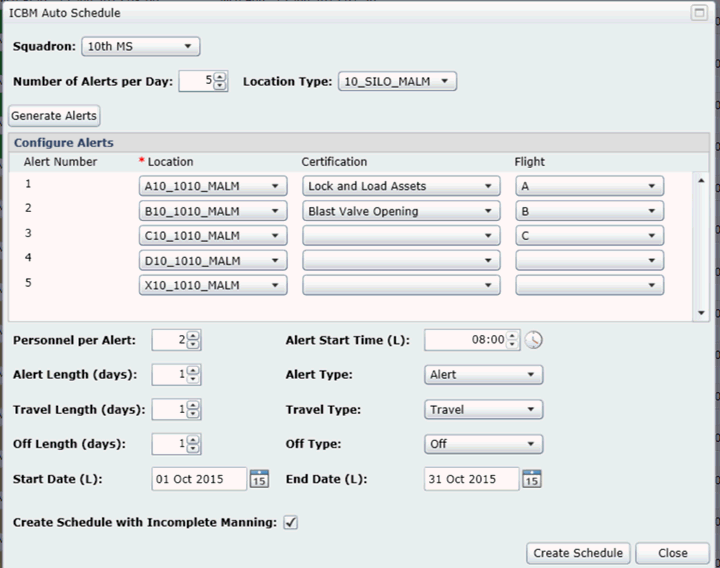 ICBM Auto Schedule
Squadron: 10th MS
Number of Alerts per Day: 5 Location Type: 10_SILO_MALM
Generate Alerts
Configure Alerts
Alert Number * Location Certification Flight
1 A10_1010_MALM Lock and Load Assets A
2 B10_1010_MALM Blast Valve Opening B
3 C10_1010_MALM C
4 D10_1010_MALM
5 X10_1010_MALM
Personnel per Alert: 2 Alert Start Time (L): 08:00
Alert Length (days): 1 Alert Type: Alert
Travel Length (days): 1 Travel Type: Travel
Off Length (days): 1 Off Type: Off
Start Date (L): 01 Oct 2015 15 End Date (L): 31 Oct 2015 15
Create Schedule with Incomplete Manning:
Create Schedule Close